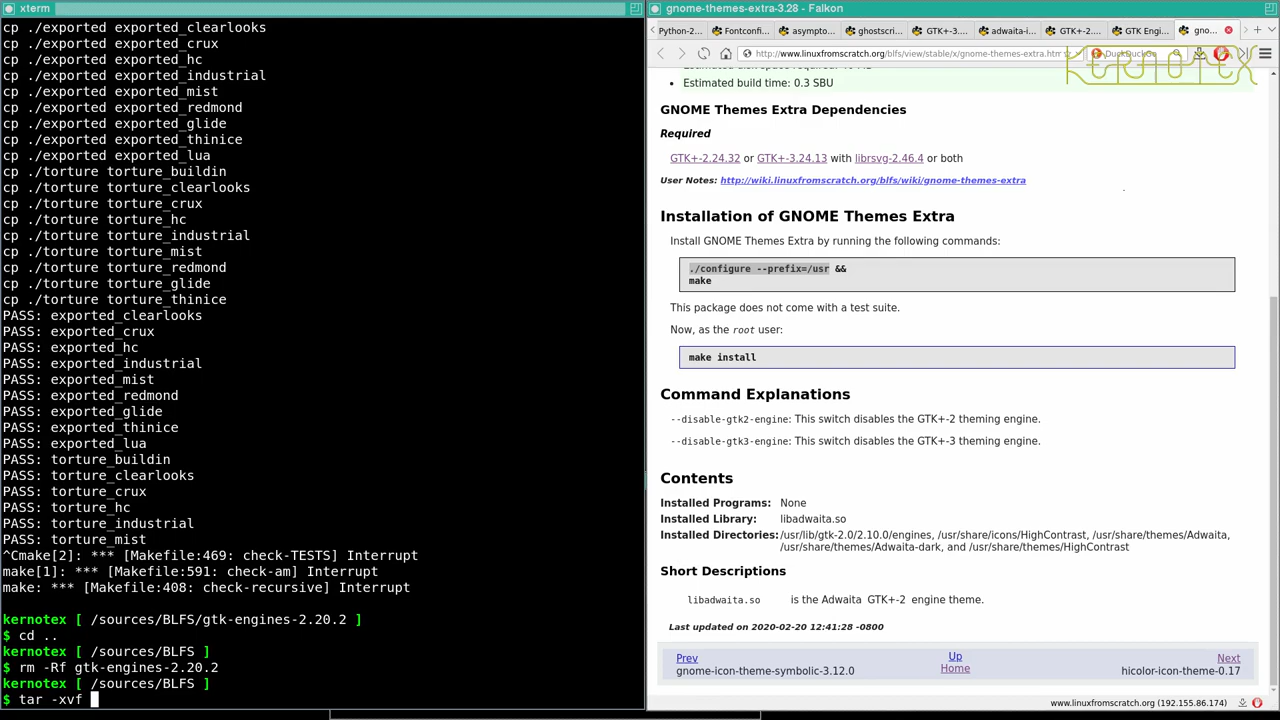 xterm
cp ./exported exported_clearlooks
cp ./exported exported_crux
cp ./exported exported_hc
cp ./exported exported_industrial
cp ./exported exported_mist
cp ./exported exported_redmond
cp ./exported exported_glide
cp ./exported exported_thinice
cp ./exported exported_lua
cp ./torture torture_buildin
cp ./torture torture_clearlooks
cp ./torture torture_crux
cp ./torture torture_hc
cp ./torture torture_industrial
cp ./torture torture_mist
cp ./torture torture_redmond
cp ./torture torture_glide
cp ./torture torture_thinice
PASS: exported_clearlooks
PASS: exported_crux
PASS: exported_hc
PASS: exported_industrial
PASS: exported_mist
PASS: exported_redmond
PASS: exported_glide
PASS: exported_thinice
PASS: exported_lua
PASS: torture_buildin
PASS: torture_clearlooks
PASS: torture_crux
PASS: torture_hc
PASS: torture_industrial
PASS: torture_mist
^Cmake[2]: *** [Makefile:469: check-TESTS] Interrupt
make[1]: *** [Makefile:591: check-am] Interrupt
make: *** [Makefile:408: check-recursive] Interrupt
kernotex [ /sources/BLFS/gtk-engines-2.20.2 ]
$ cd ..
kernotex [ /sources/BLFS ]
$ rm -Rf gtk-engines-2.20.2
kernotex [ /sources/BLFS ]
$ tar -xvf
gnome-themes-extra-3.28 - Falkon
Python-2... Fontconfi... asympto... ghostscri... GTK+-3.... adwaita-i... GTK+-2.... GTK Engi... gno...
http://www.linuxfromscratch.org/blfs/view/stable/x/gnome-themes-extra.htm DuckDuckGo
KERNOTEX
• Estimated build time: 0.3 SBU
GNOME Themes Extra Dependencies
Required
GTK+-2.24.32 or GTK+-3.24.13 with librsvg-2.46.4 or both
User Notes: http://wiki.linuxfromscratch.org/blfs/wiki/gnome-themes-extra
Installation of GNOME Themes Extra
Install GNOME Themes Extra by running the following commands:
./configure --prefix=/usr &&
make
This package does not come with a test suite.
Now, as the root user:
make install
Command Explanations
--disable-gtk2-engine: This switch disables the GTK+-2 theming engine.
--disable-gtk3-engine: This switch disables the GTK+-3 theming engine.
Contents
Installed Programs: None
Installed Library: libadwaita.so
Installed Directories: /usr/lib/gtk-2.0/2.10.0/engines, /usr/share/icons/HighContrast, /usr/share/themes/Adwaita,
/usr/share/themes/Adwaita-dark, and /usr/share/themes/HighContrast
Short Descriptions
libadwaita.so is the Adwaita GTK+-2 engine theme.
Last updated on 2020-02-20 12:41:28 -0800
Prev Up Next
gnome-icon-theme-symbolic-3.12.0 Home hicolor-icon-theme-0.17
www.linuxfromscratch.org (192.155.86.174)